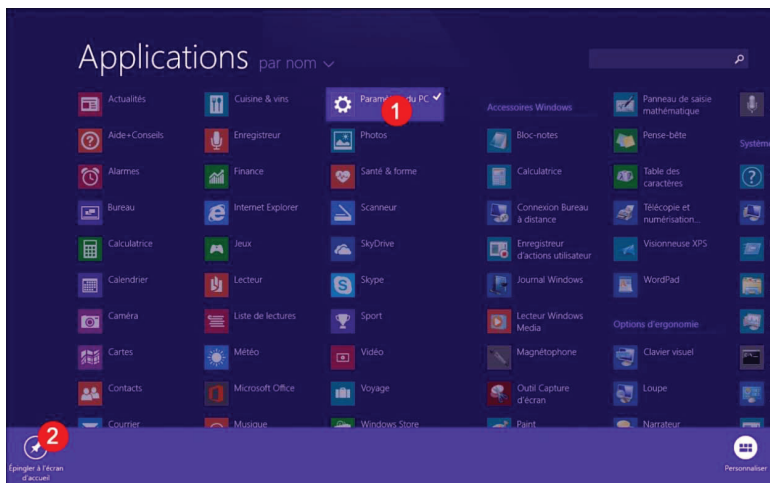 Applications par nom
Actualités
Aide+Conseils
Alarmes
Bureau
Calculatrice
Calendrier
Caméra
Cartes
Contacts
Courrier
Cuisine & vins
Enregistreur
Finance
Internet Explorer
Jeux
Lecteur
Liste de lectures
Météo
Microsoft Office
Musique
du PC
1
Photos
Santé & forme
Scanneur
SkyDrive
Skype
Sport
Vidéo
Voyage
Windows Store
Accessoires Windows
Bloc-notes
Calculatrice
Connexion Bureau
à distance
Enregistreur
d'actions utilisateur
Journal Windows
Lecteur Windows
Media
Magnétophone
Outil Capture
d'écran
Paint
Panneau de saisie
mathématique
Pense-bête
Table des
caractères
Télécopie et
numérisation...
Visionneuse XPS
WordPad
Options d'ergonomie
Clavier visuel
Loupe
Narrateur
Système
2
Épingler à l'écran
d'accueil
Personnaliser